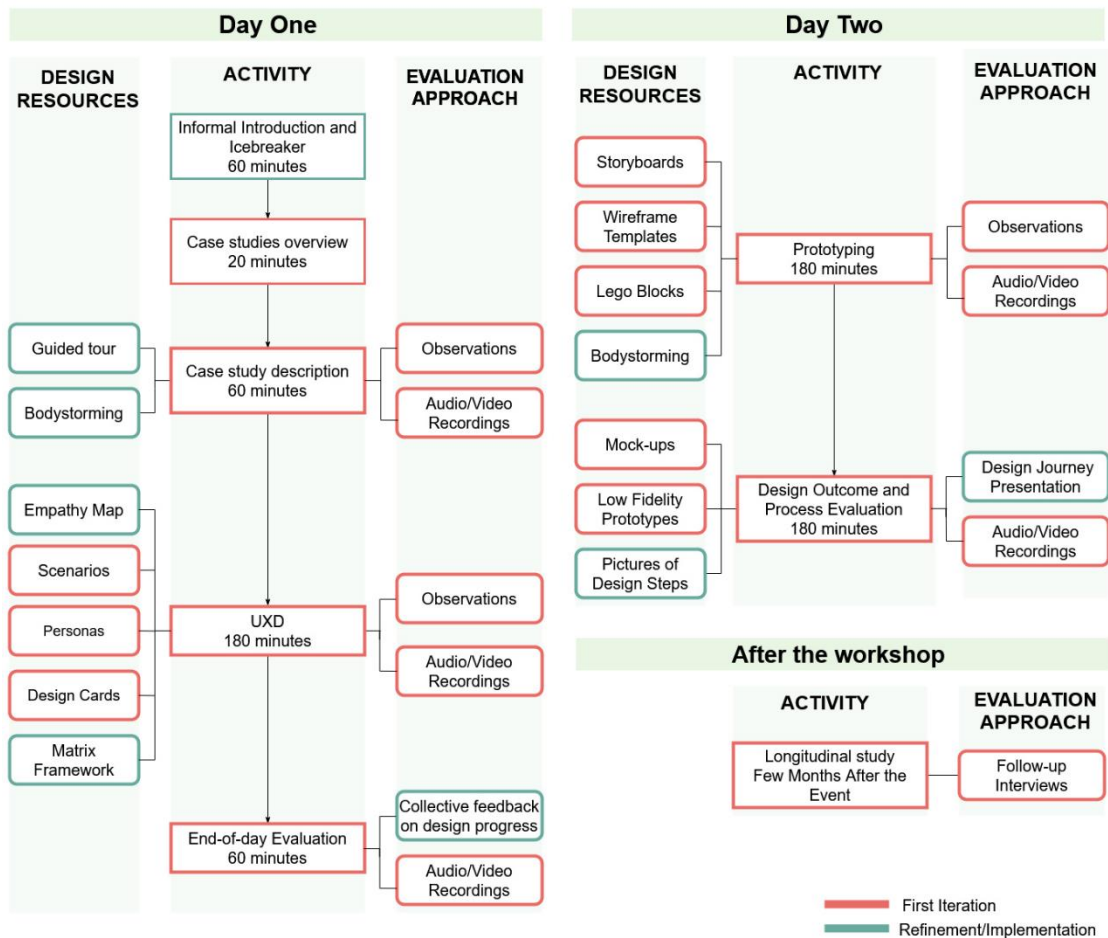 Day One
DESIGN
RESOURCES
ACTIVITY
EVALUATION
APPROACH
Informal Introduction and
Icebreaker
60 minutes
Case studies overview
20 minutes
Guided tour
Bodystorming
Case study description
60 minutes
Observations
Audio/Video
Recordings
Empathy Map
Scenarios
Personas
Design Cards
Matrix
Framework
UXD
180 minutes
Observations
Audio/Video
Recordings
End-of-day Evaluation
60 minutes
Collective feedback
on design progress
Audio/Video
Recordings
Day Two
DESIGN
RESOURCES
ACTIVITY
EVALUATION
APPROACH
Storyboards
Wireframe
Templates
Lego Blocks
Bodystorming
Prototyping
180 minutes
Observations
Audio/Video
Recordings
Mock-ups
Low Fidelity
Prototypes
Pictures of
Design Steps
Design Outcome and
Process Evaluation
180 minutes
Design Journey
Presentation
Audio/Video
Recordings
After the workshop
ACTIVITY
EVALUATION
APPROACH
Longitudinal study
Few Months After the
Event
Follow-up
Interviews
First Iteration
Refinement/Implementation